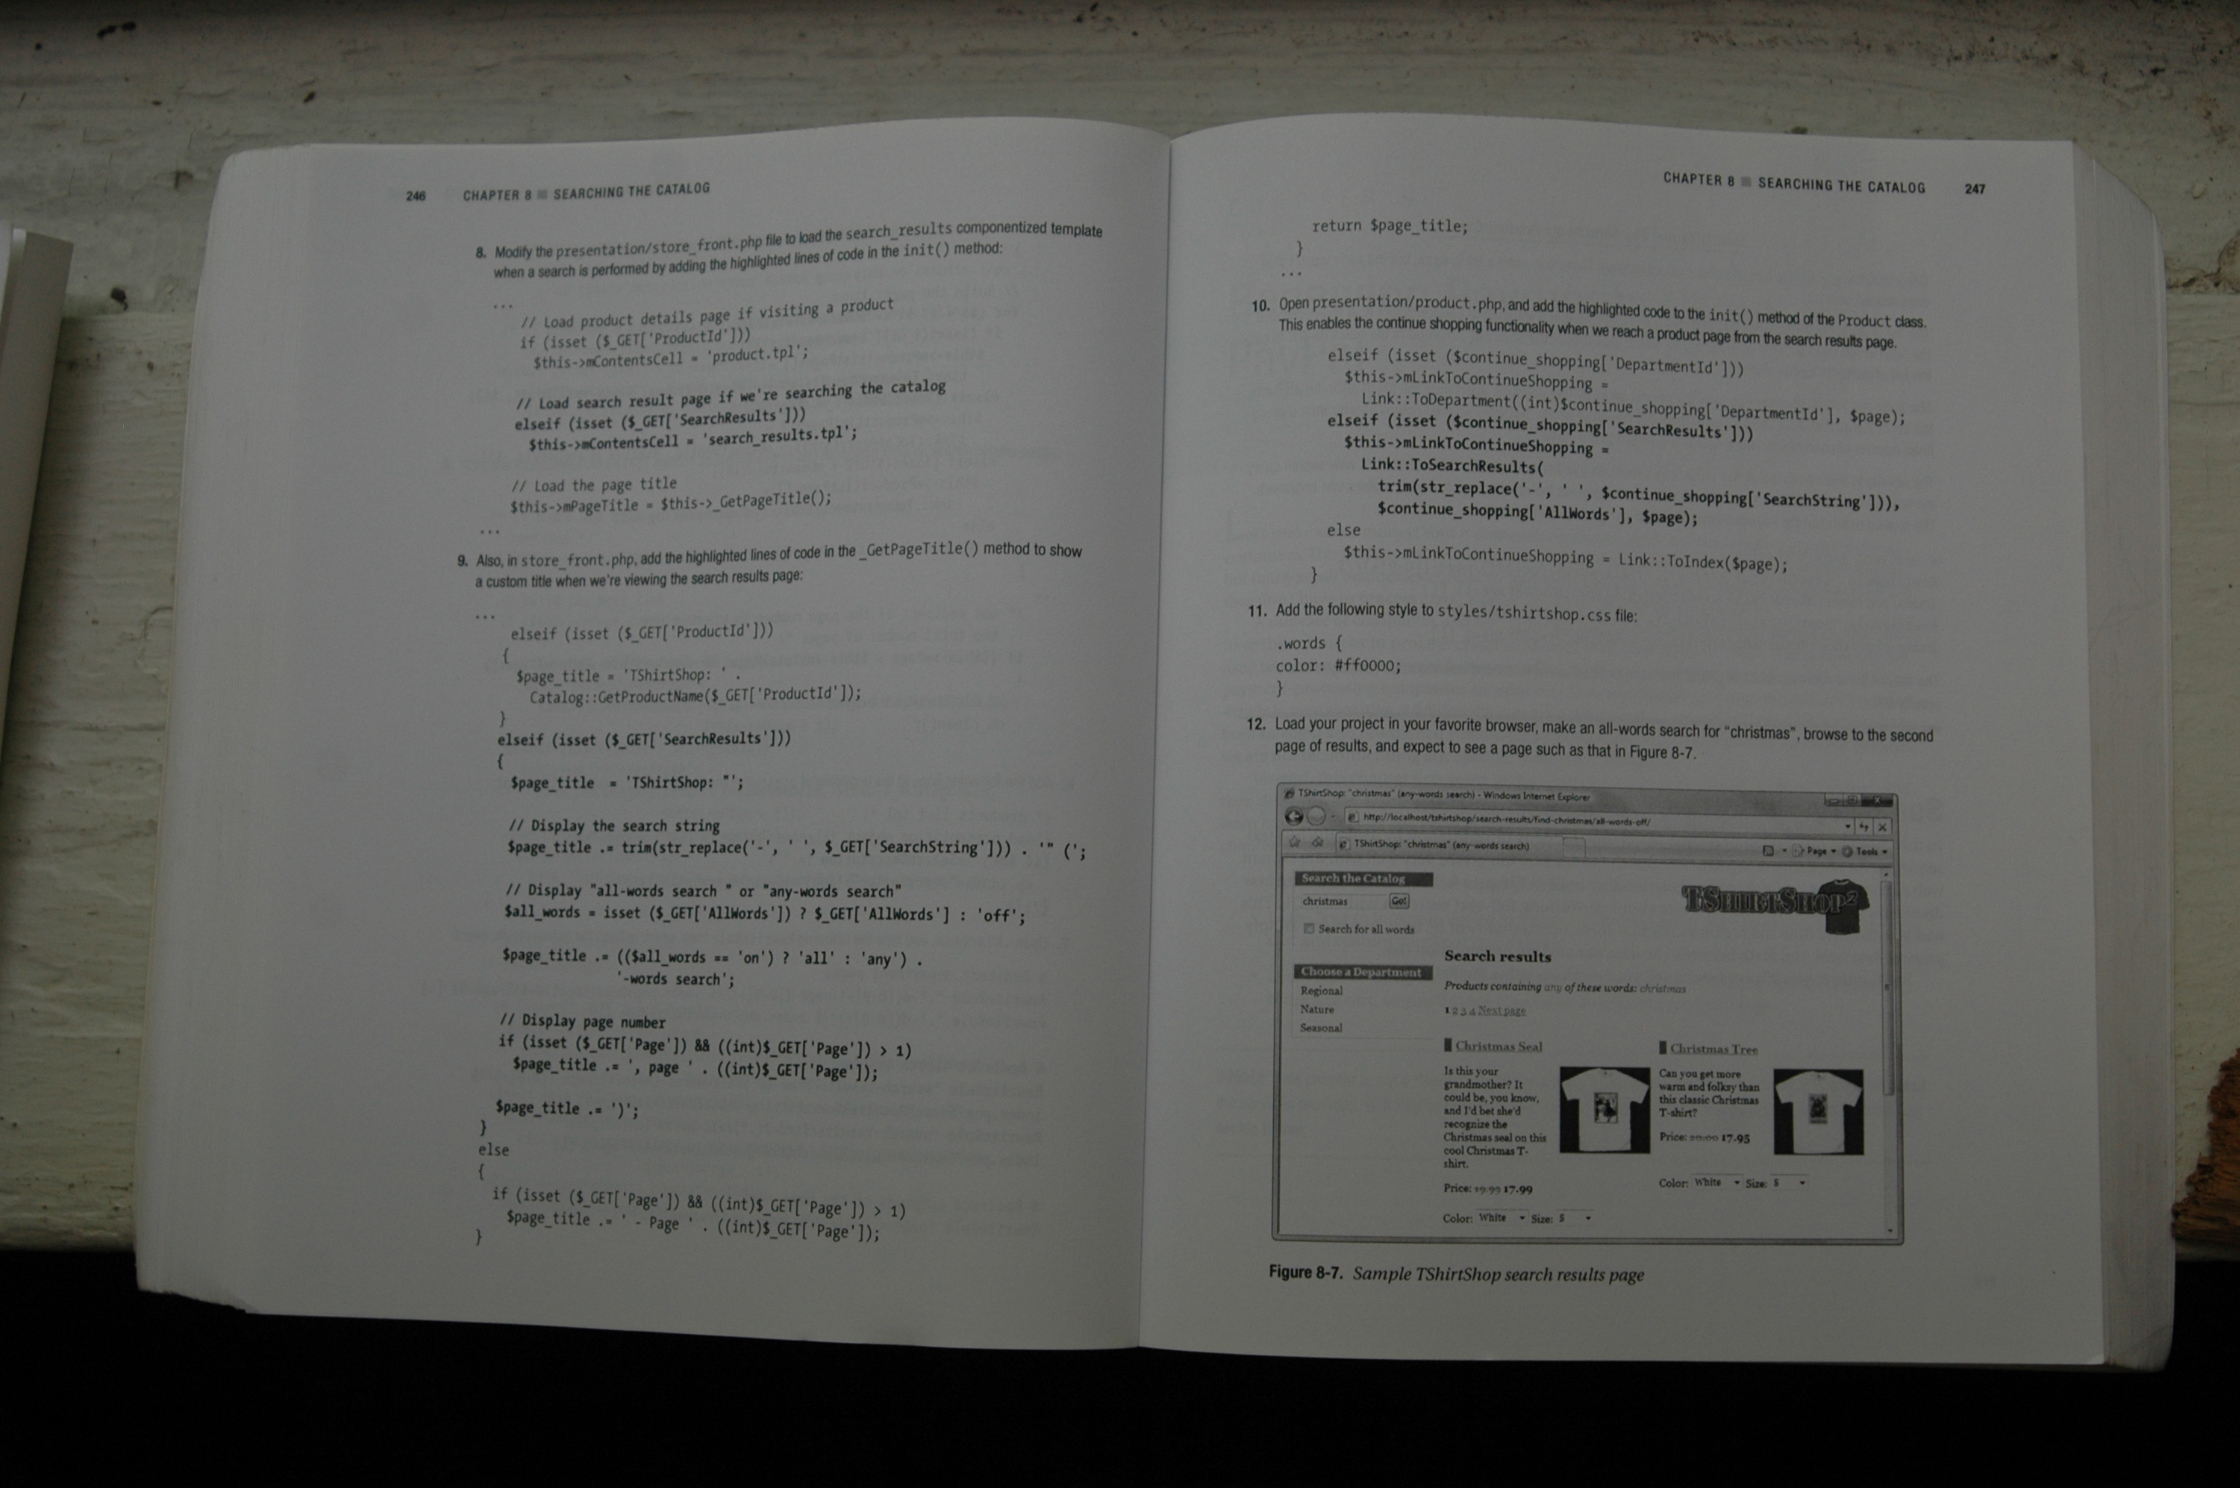 246 CHAPTER 8 ■ SEARCHING THE CATALOG
8. Modify the presentation/store_front.php file to load the search_results componentized template
when a search is performed by adding the highlighted lines of code in the init() method:
...
// Load product details page if visiting a product
if (isset ($_GET['ProductId']))
$this->mContentsCell = 'product.tpl';
// Load search result page if we're searching the catalog
elseif (isset ($_GET['SearchResults']))
$this->mContentsCell = 'search_results.tpl';
// Load the page title
$this->mPageTitle = $this->_GetPageTitle();
...
9. Also, in store_front.php, add the highlighted lines of code in the _GetPageTitle() method to show
a custom title when we're viewing the search results page:
...
elseif (isset ($_GET['ProductId']))
{
$page_title = 'TShirtShop: ' .
Catalog::GetProductName($_GET['ProductId']);
}
elseif (isset ($_GET['SearchResults']))
{
$page_title = 'TShirtShop: "';
// Display the search string
$page_title .= trim(str_replace('-', ' ', $_GET['SearchString'])) . '" (';
// Display "all-words search " or "any-words search"
$all_words = isset ($_GET['AllWords']) ? $_GET['AllWords'] : 'off';
$page_title .= (($all_words == 'on') ? 'all' : 'any') .
'-words search';
// Display page number
if (isset ($_GET['Page']) && ((int)$_GET['Page']) > 1)
$page_title .= ', page ' . ((int)$_GET['Page']);
$page_title .= ')';
}
else
{
if (isset ($_GET['Page']) && ((int)$_GET['Page']) > 1)
$page_title .= ' - Page ' . ((int)$_GET['Page']);
}
CHAPTER 8 ■ SEARCHING THE CATALOG 247
return $page_title;
}
...
10. Open presentation/product.php, and add the highlighted code to the init() method of the Product class.
This enables the continue shopping functionality when we reach a product page from the search results page.
elseif (isset ($continue_shopping['DepartmentId']))
$this->mLinkToContinueShopping =
Link::ToDepartment((int)$continue_shopping['DepartmentId'], $page);
elseif (isset ($continue_shopping['SearchResults']))
$this->mLinkToContinueShopping =
Link::ToSearchResults(
trim(str_replace('-', ' ', $continue_shopping['SearchString'])),
$continue_shopping['AllWords'], $page);
else
$this->mLinkToContinueShopping = Link::ToIndex($page);
}
11. Add the following style to styles/tshirtshop.css file:
.words {
color: #ff0000;
}
12. Load your project in your favorite browser, make an all-words search for "christmas", browse to the second
page of results, and expect to see a page such as that in Figure 8-7.
TShirtShop: "christmas" (any-words search) - Windows Internet Explorer
http://localhost/tshirtshop/search-results/find-christmas/all-words-off/
TShirtShop: "christmas" (any-words search)
Page Tools
Search the Catalog
christmas Go!
Search for all words
TShirtShop
Choose a Department
Regional
Nature
Seasonal
Search results
Products containing any of these words: christmas
1 2 3 4 Next page
Christmas Seal
Is this your
grandmother? It
could be, you know,
and I'd bet she'd
recognize the
Christmas seal on this
cool Christmas T-
shirt.
Price: 19.99 17.99
Color: White Size: S
Christmas Tree
Can you get more
warm and folksy than
this classic Christmas
T-shirt?
Price: 20.00 17.95
Color: White Size: S
Figure 8-7. Sample TShirtShop search results page